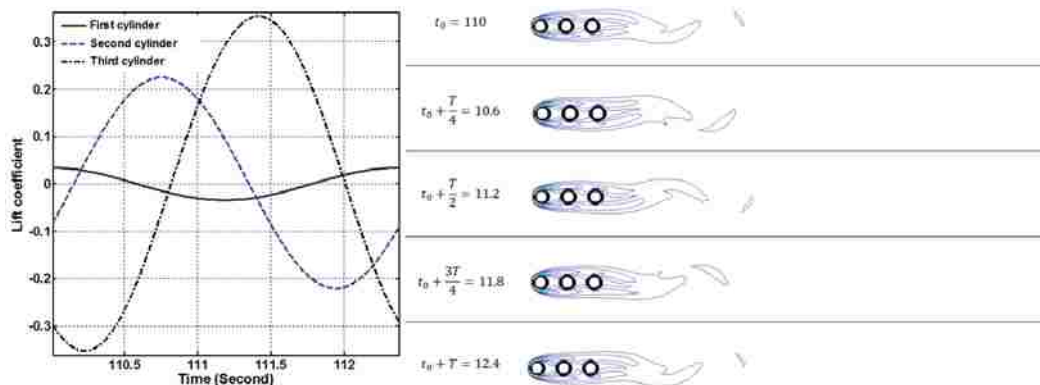 0.3
0.2
0.1
0
-0.1
-0.2
-0.3
Lift coefficient
First cylinder
Second cylinder
Third cylinder
110.5 111 111.5 112
Time (Second)
t₀ = 110
t₀ + T/4 = 10.6
t₀ + T/2 = 11.2
t₀ + 3T/4 = 11.8
t₀ + T = 12.4